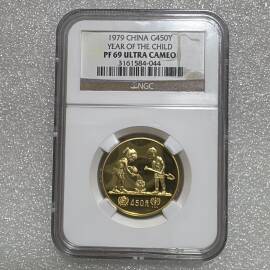 1979 CHINA G450Y
YEAR OF THE CHILD
PF 69 ULTRA CAMEO
3161584-044
NGC
450元